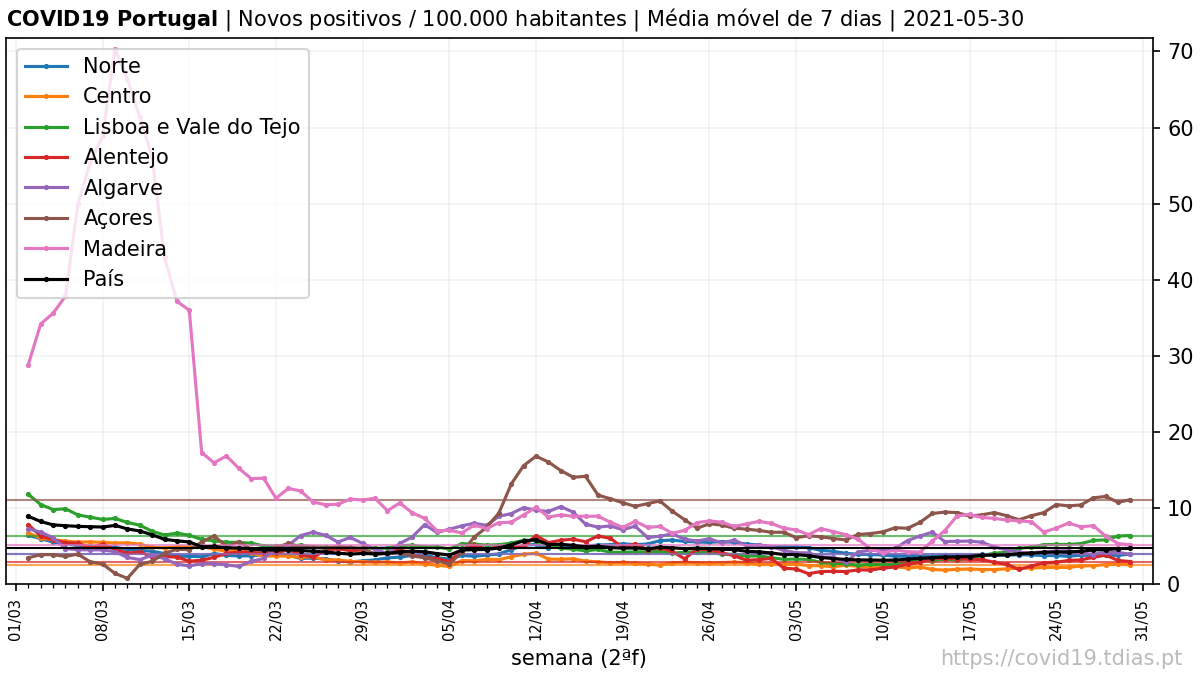 COVID19 Portugal | Novos positivos / 100.000 habitantes | Média móvel de 7 dias | 2021-05-30
Norte
Centro
Lisboa e Vale do Tejo
Alentejo
Algarve
Açores
Madeira
País
70
60
50
40
30
20
10
0
01/03
08/03
15/03
22/03
29/03
05/04
12/04
19/04
26/04
03/05
10/05
17/05
24/05
31/05
semana (2ªf)
https://covid19.tdias.pt